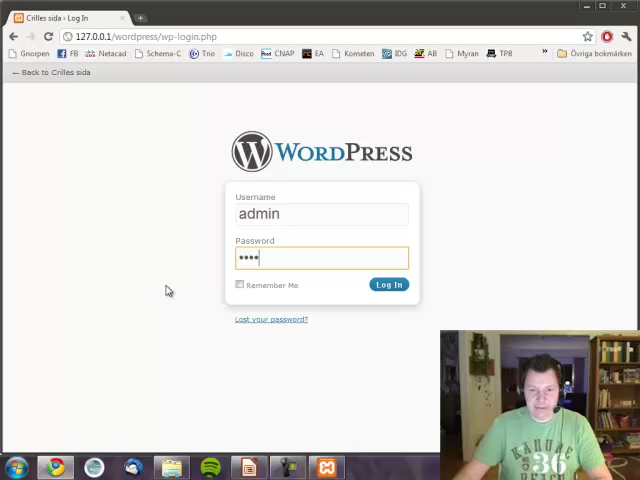 Crilles sida › Log In
127.0.0.1/wordpress/wp-login.php
Gnorpen FB Netacad Schema-C Trio Disco CNAP EA Kometen IDG AB Myran TPB » Övriga bokmärken
← Back to Crilles sida
WORDPRESS
Username
admin
Password
••••
Remember Me Log In
Lost your password?
KAHUNE
36